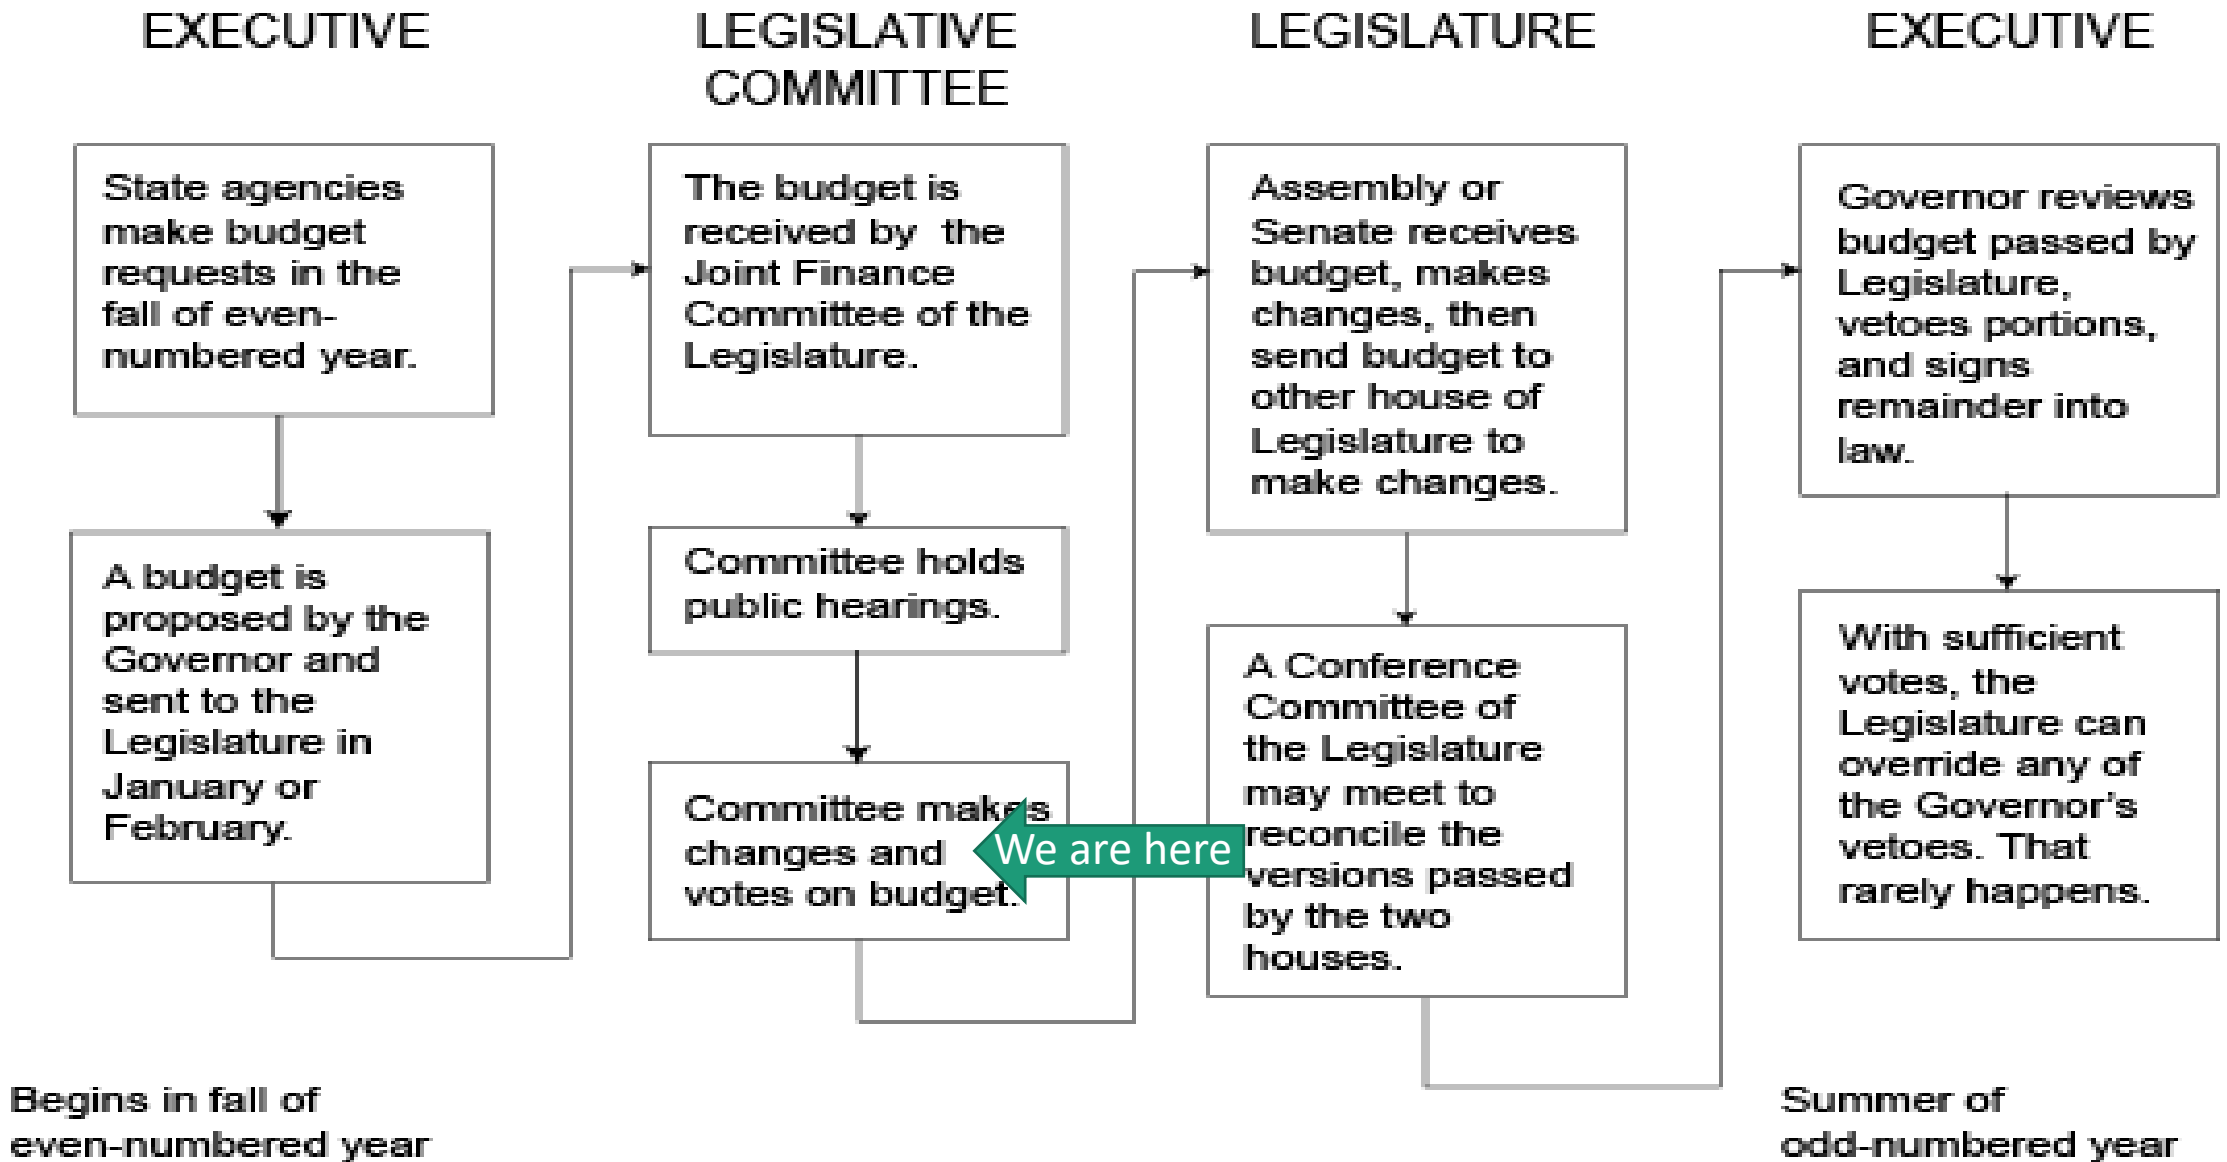 EXECUTIVE
State agencies
make budget
requests in the
fall of even-
numbered year.
A budget is
proposed by the
Governor and
sent to the
Legislature in
January or
February.
LEGISLATIVE
COMMITTEE
The budget is
received by the
Joint Finance
Committee of the
Legislature.
Committee holds
public hearings.
Committee makes
changes and
votes on budget.
We are here
LEGISLATURE
Assembly or
Senate receives
budget, makes
changes, then
send budget to
other house of
Legislature to
make changes.
A Conference
Committee of
the Legislature
may meet to
reconcile the
versions passed
by the two
houses.
EXECUTIVE
Governor reviews
budget passed by
Legislature,
vetoes portions,
and signs
remainder into
law.
With sufficient
votes, the
Legislature can
override any of
the Governor's
vetoes. That
rarely happens.
Begins in fall of
even-numbered year
Summer of
odd-numbered year